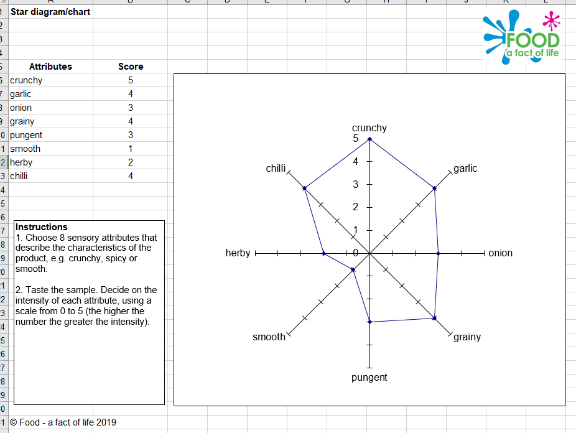 Star diagram/chart
FOOD
a fact of life
Attributes Score
crunchy 5
garlic 4
onion 3
grainy 4
pungent 3
smooth 1
herby 2
chilli 4
Instructions
1. Choose 8 sensory attributes that
describe the characteristics of the
product, e.g. crunchy, spicy or
smooth.
2. Taste the sample. Decide on the
intensity of each attribute, using a
scale from 0 to 5 (the higher the
number the greater the intensity).
crunchy
5
chilli
4
garlic
3
2
1
herby
0
onion
smooth
grainy
pungent
© Food - a fact of life 2019